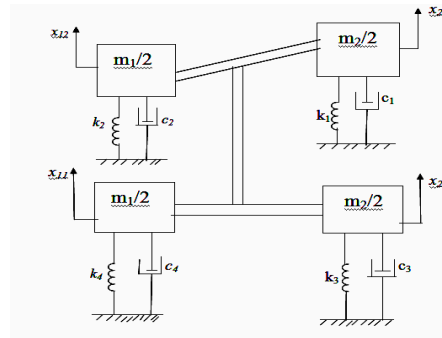 x12 m1/2 m2/2 x2
k2 c2 k1 c1
x11 m1/2 m2/2 x2
k4 c4 k3 c3